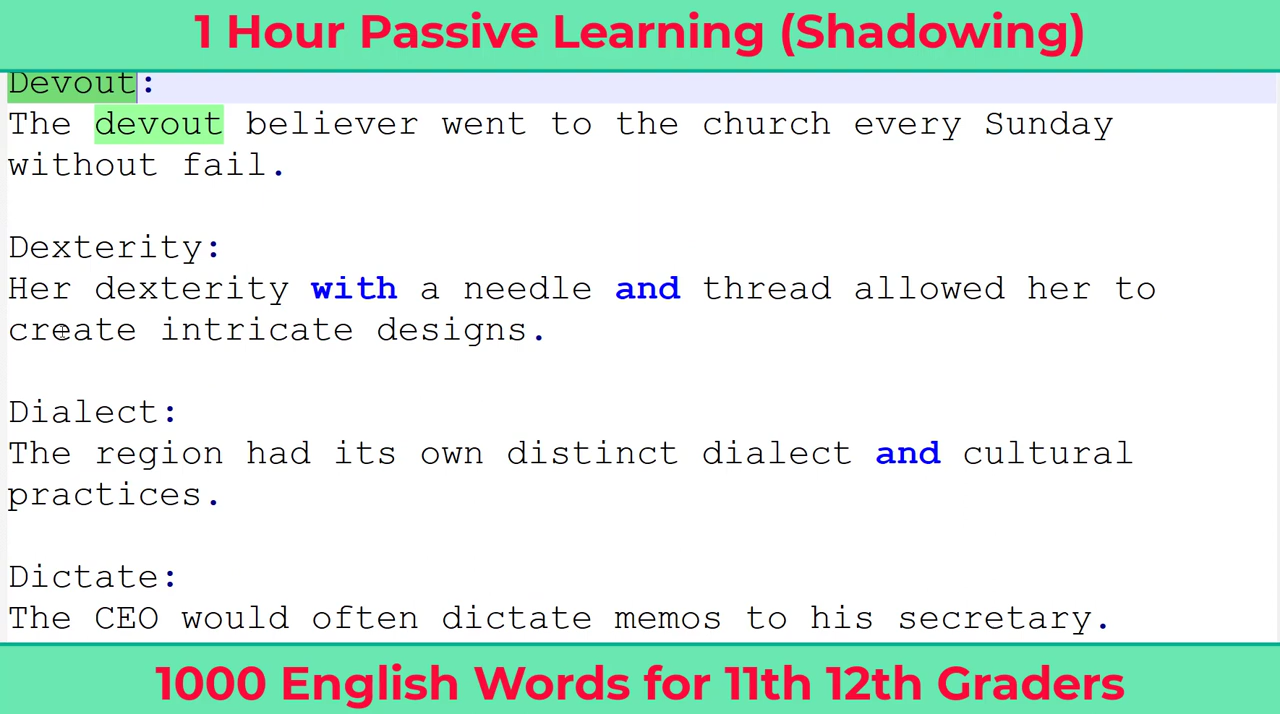 1 Hour Passive Learning (Shadowing)
Devout:
The devout believer went to the church every Sunday
without fail.
Dexterity:
Her dexterity with a needle and thread allowed her to
create intricate designs.
Dialect:
The region had its own distinct dialect and cultural
practices.
Dictate:
The CEO would often dictate memos to his secretary.
1000 English Words for 11th 12th Graders